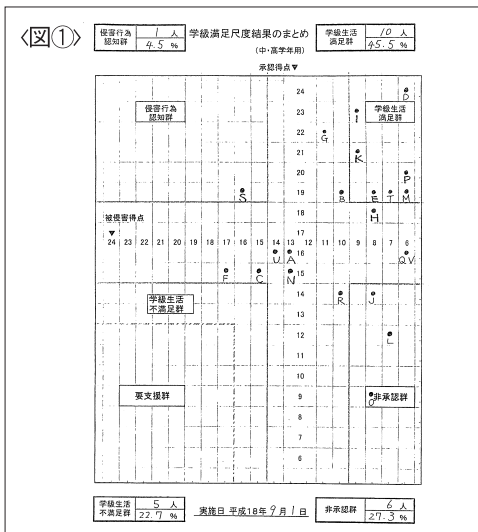 〈図①〉
侵害行為認知群 1人 4.5%
学級満足尺度結果のまとめ
(中・高学年用)
学級生活満足群 10人 45.5%
承認得点▼
侵害行為認知群
学級生活満足群
24
D
23
I
22
G
21
K
20
P
19
S B E T M
18
H
17
被侵害得点
▼
24 23 22 21 20 19 18 17 16 15 14 13 12 11 10 9 8 7 6
16
U A QV
15
F C N
学級生活不満足群
14
R J
13
12
L
11
10
要支援群
9
O
非承認群
8
7
6
学級生活不満足群 5人 22.7%
実施日 平成18年9月1日
非承認群 6人 27.3%